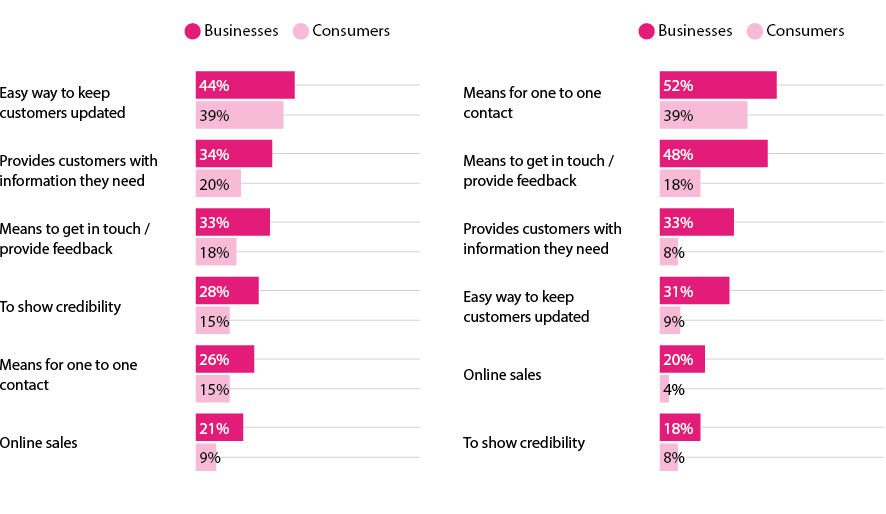 Businesses Consumers
Easy way to keep
customers updated
44%
39%
Provides customers with
information they need
34%
20%
Means to get in touch /
provide feedback
33%
18%
To show credibility
28%
15%
Means for one to one
contact
26%
15%
Online sales
21%
9%
Businesses Consumers
Means for one to one
contact
52%
39%
Means to get in touch /
provide feedback
48%
18%
Provides customers with
information they need
33%
8%
Easy way to keep
customers updated
31%
9%
Online sales
20%
4%
To show credibility
18%
8%